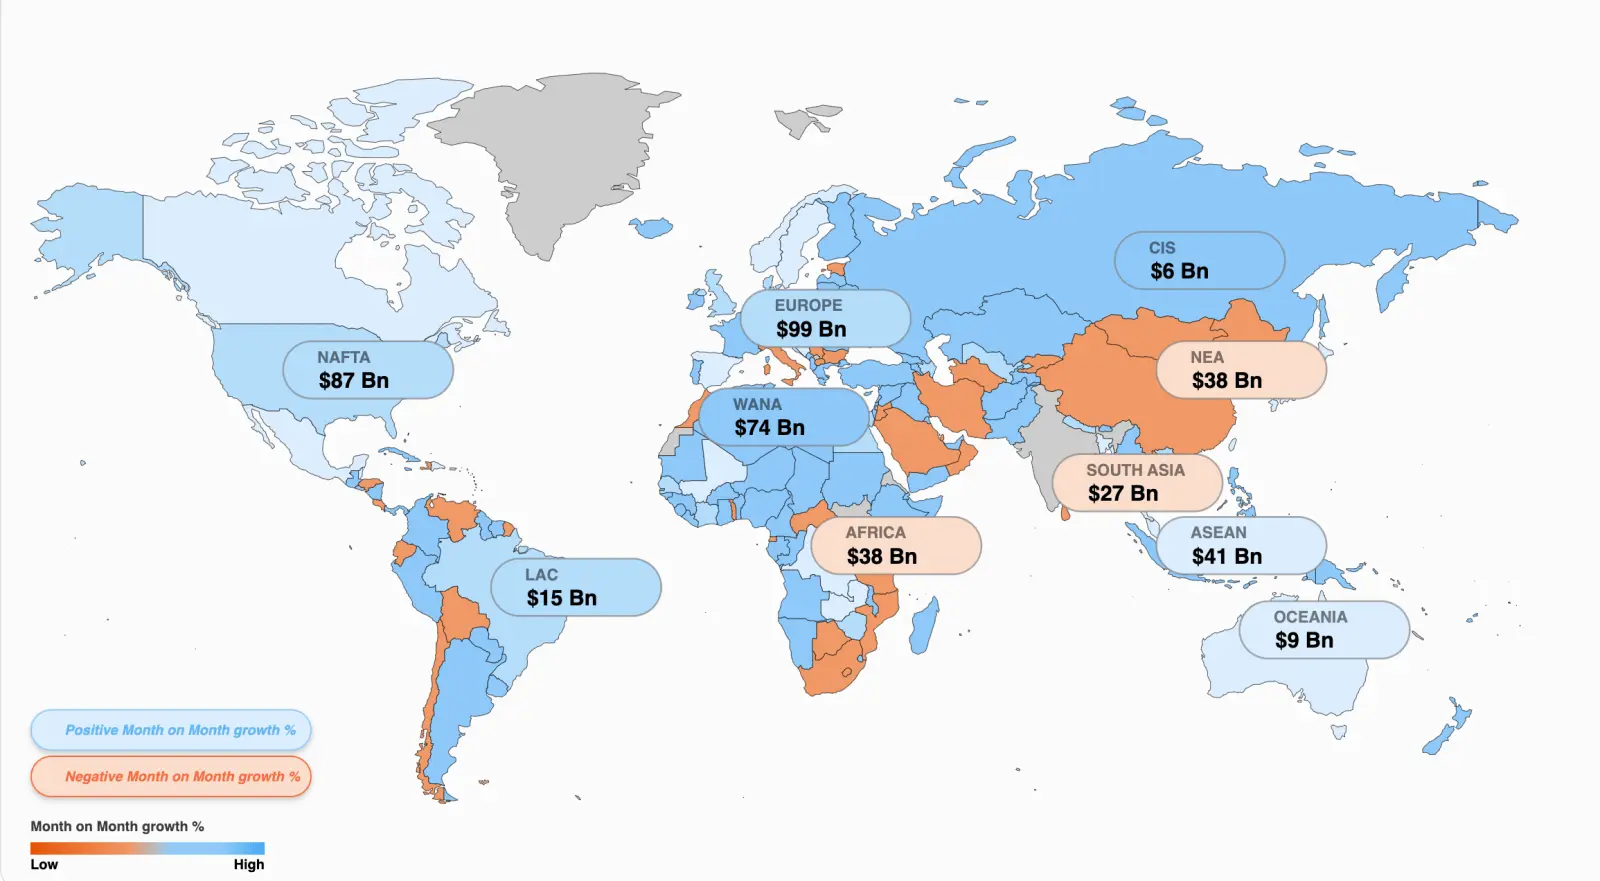 CIS
$6 Bn
EUROPE
$99 Bn
NAFTA
$87 Bn
NEA
$38 Bn
WANA
$74 Bn
SOUTH ASIA
$27 Bn
AFRICA
$38 Bn
ASEAN
$41 Bn
LAC
$15 Bn
OCEANIA
$9 Bn
Positive Month on Month growth %
Negative Month on Month growth %
Month on Month growth %
Low High